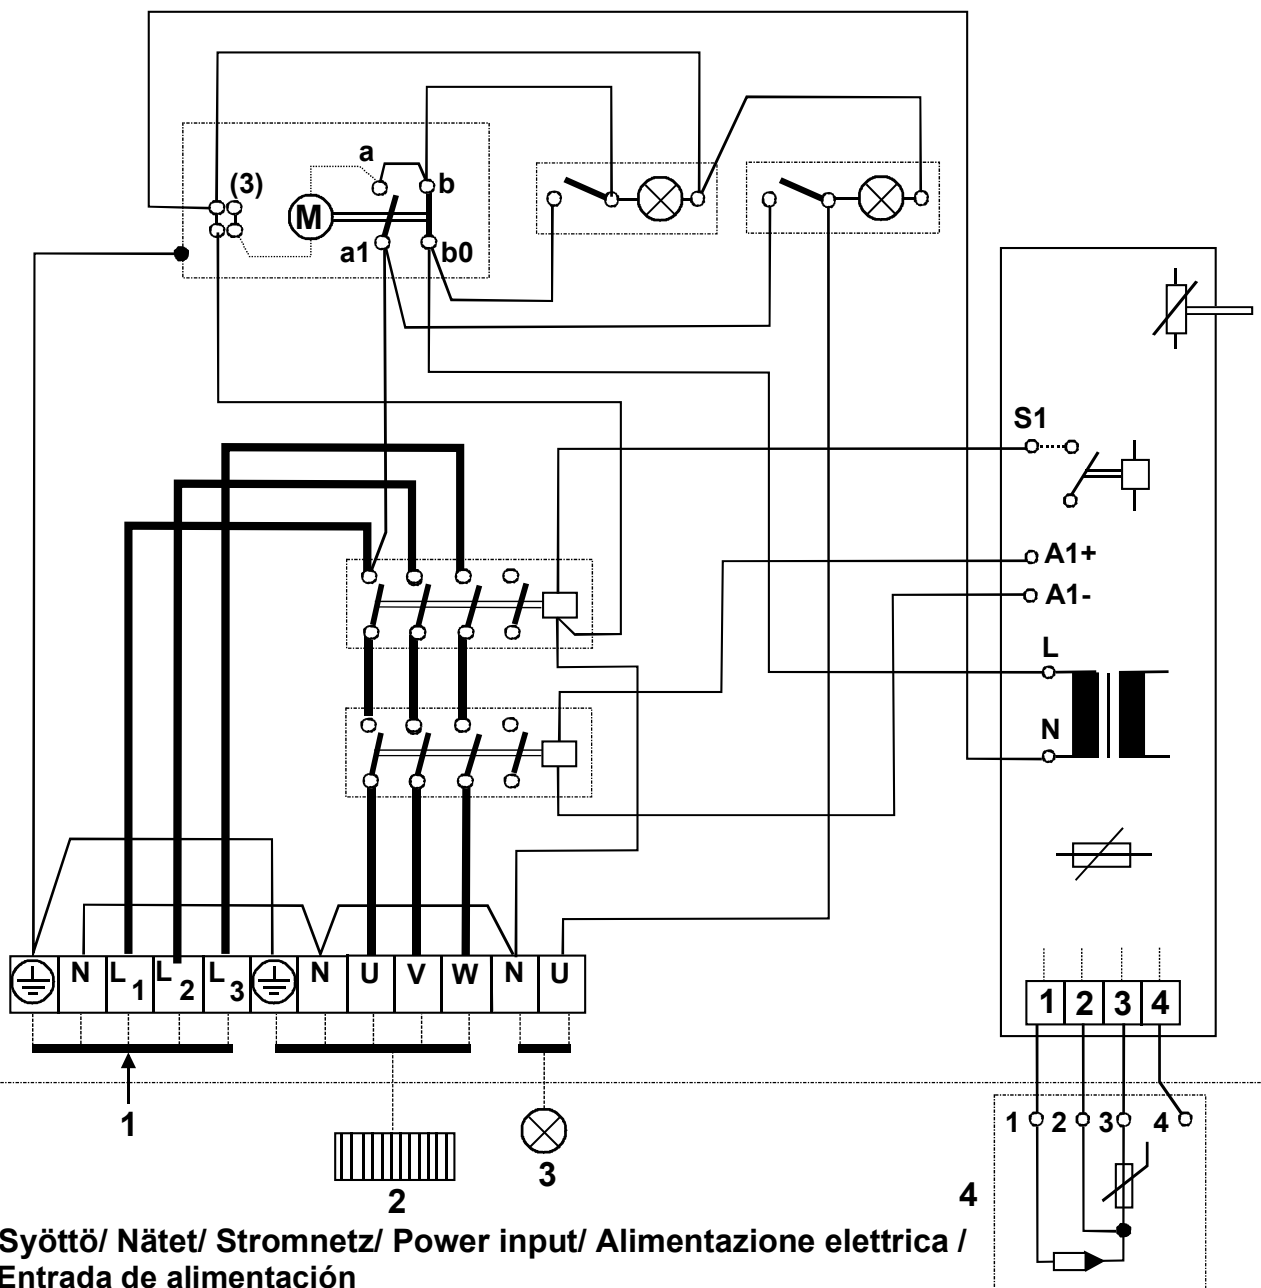 a
(3)
b
M
a1
b0
S1
A1+
A1-
L
N
N
L1
L2
L3
N
U
V
W
N
U
1
2
3
4
1
2
3
4
1
2
3
4
Syöttö/ Nätet/ Stromnetz/ Power input/ Alimentazione elettrica /
Entrada de alimentación